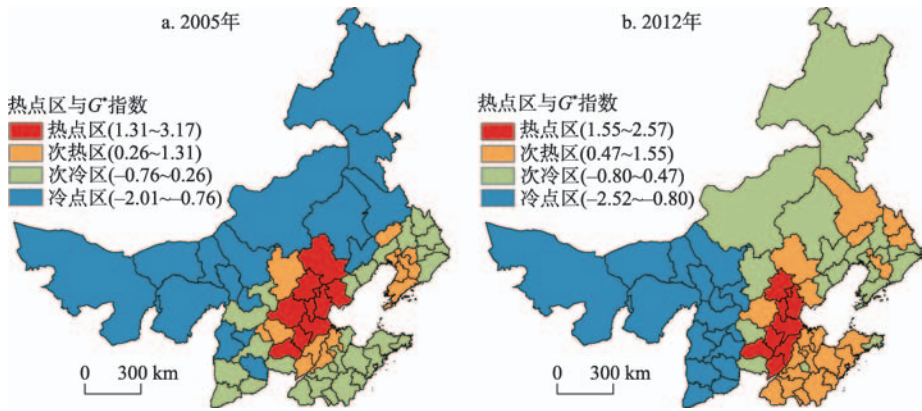 a. 2005年
热点区与G*指数
热点区(1.31~3.17)
次热区(0.26~1.31)
次冷区(–0.76~0.26)
冷点区(–2.01~–0.76)
0 300 km
b. 2012年
热点区与G*指数
热点区(1.55~2.57)
次热区(0.47~1.55)
次冷区(–0.80~0.47)
冷点区(–2.52~–0.80)
0 300 km